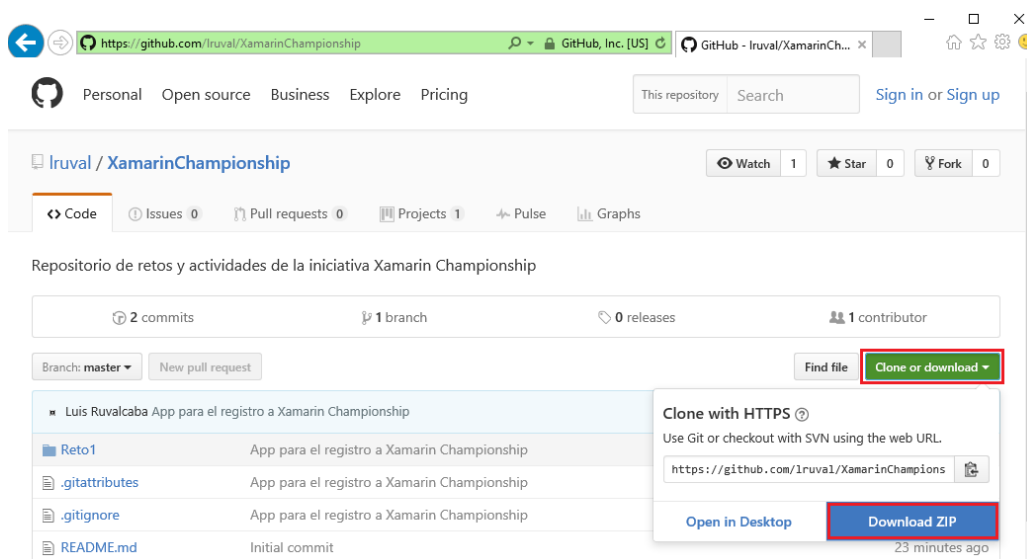 https://github.com/lruval/XamarinChampionship
GitHub, Inc. [US]
GitHub - lruval/XamarinCh...
Personal Open source Business Explore Pricing
This repository Search
Sign in or Sign up
lruval / XamarinChampionship
Watch 1 Star 0 Fork 0
Code Issues 0 Pull requests 0 Projects 1 Pulse Graphs
Repositorio de retos y actividades de la iniciativa Xamarin Championship
2 commits 1 branch 0 releases 1 contributor
Branch: master New pull request Find file Clone or download
Luis Ruvalcaba App para el registro a Xamarin Championship
Reto1 App para el registro a Xamarin Championship
.gitattributes App para el registro a Xamarin Championship
.gitignore App para el registro a Xamarin Championship
README.md Initial commit 23 minutes ago
Clone with HTTPS
Use Git or checkout with SVN using the web URL.
https://github.com/lruval/XamarinChampions
Open in Desktop Download ZIP